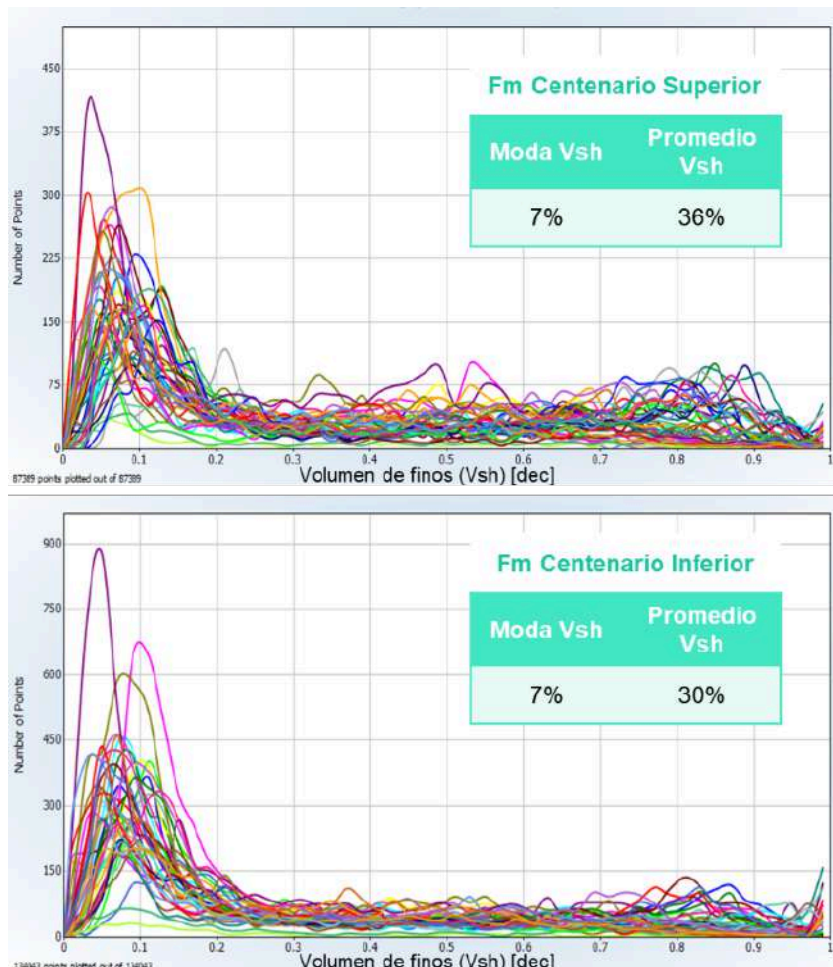 Number of Points
450
375
300
225
150
75
0
Fm Centenario Superior
Moda Vsh
Promedio
Vsh
7%
36%
0 0.1 0.2 0.3 0.4 0.5 0.6 0.7 0.8 0.9 1
Volumen de finos (Vsh) [dec]
87389 points plotted out of 87389
Number of Points
900
750
600
450
300
150
0
Fm Centenario Inferior
Moda Vsh
Promedio
Vsh
7%
30%
0 0.1 0.2 0.3 0.4 0.5 0.6 0.7 0.8 0.9 1
Volumen de finos (Vsh) [dec]
points plotted out of